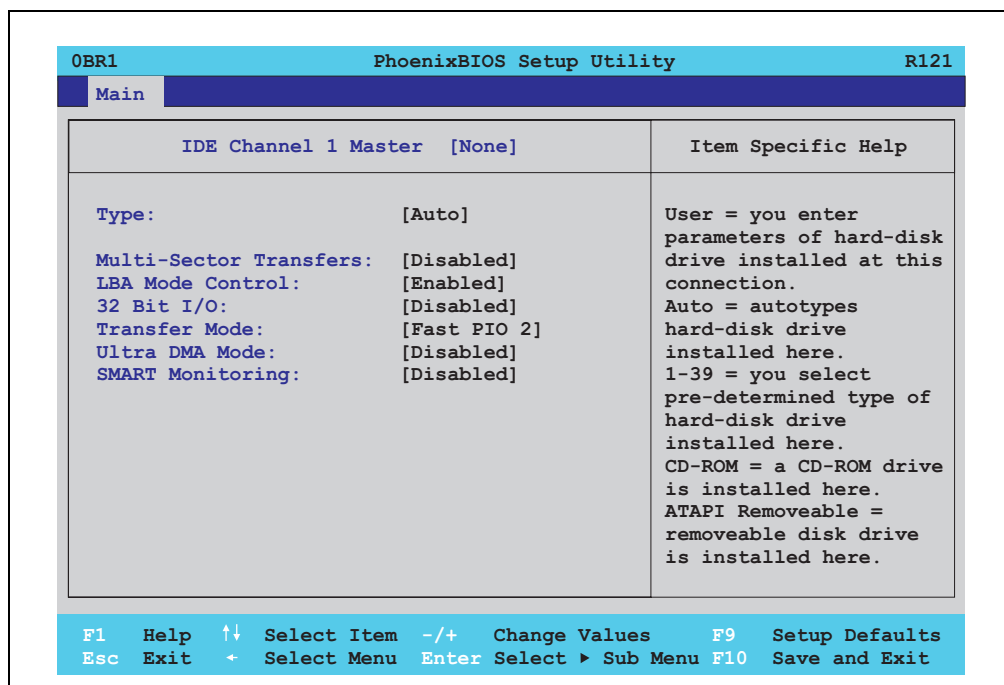 0BR1 PhoenixBIOS Setup Utility R121
Main
IDE Channel 1 Master [None]
Type: [Auto]
Multi-Sector Transfers: [Disabled]
LBA Mode Control: [Enabled]
32 Bit I/O: [Disabled]
Transfer Mode: [Fast PIO 2]
Ultra DMA Mode: [Disabled]
SMART Monitoring: [Disabled]
Item Specific Help
User = you enter
parameters of hard-disk
drive installed at this
connection.
Auto = autotypes
hard-disk drive
installed here.
1-39 = you select
pre-determined type of
hard-disk drive
installed here.
CD-ROM = a CD-ROM drive
is installed here.
ATAPI Removeable =
removeable disk drive
is installed here.
F1 Help ↑↓ Select Item -/+ Change Values F9 Setup Defaults
Esc Exit ← Select Menu Enter Select ▶ Sub Menu F10 Save and Exit